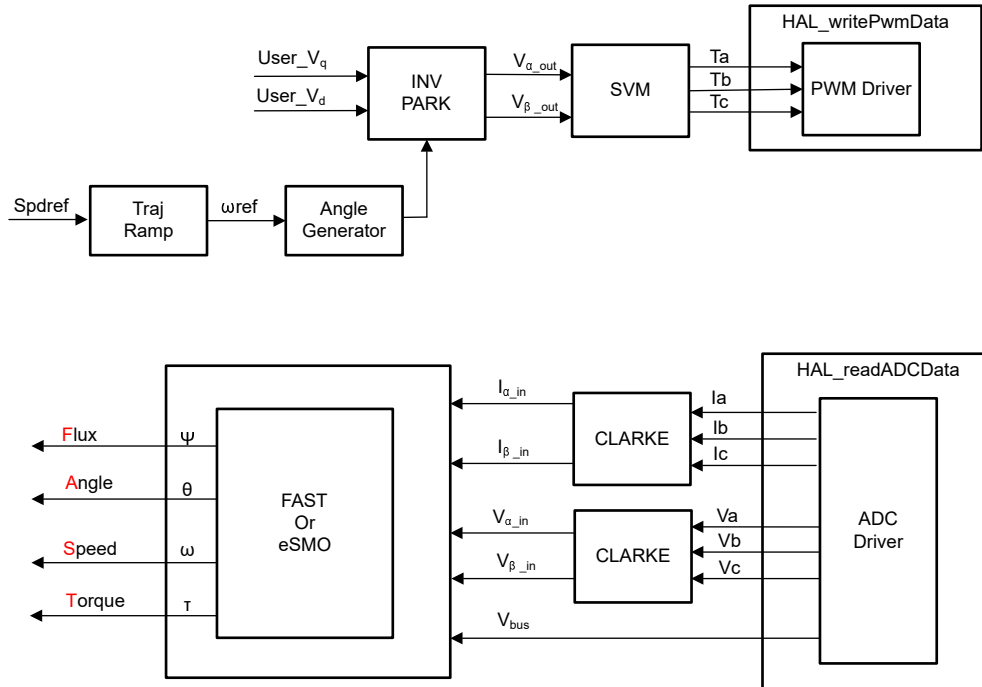 HAL_writePwmData
User_Vq
User_Vd
INV
PARK
Vα_out
Vβ_out
SVM
Ta
Tb
Tc
PWM Driver
Spdref
Traj
Ramp
ωref
Angle
Generator
HAL_readADCData
Flux
Angle
Speed
Torque
Ψ
θ
ω
τ
FAST
Or
eSMO
Iα_in
Iβ_in
Vα_in
Vβ_in
Vbus
CLARKE
CLARKE
Ia
Ib
Ic
Va
Vb
Vc
ADC
Driver